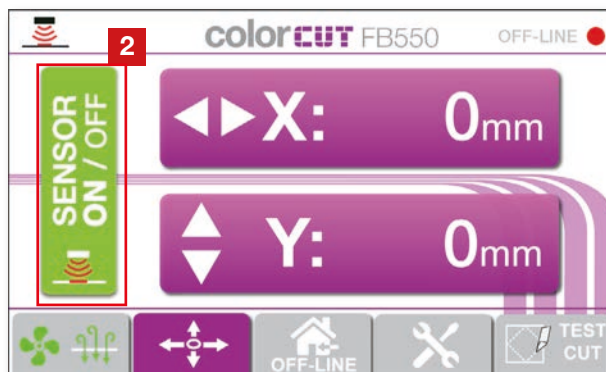 colorCUT FB550
OFF-LINE
2
SENSOR
ON / OFF
X: 0mm
Y: 0mm
OFF-LINE
TEST
CUT